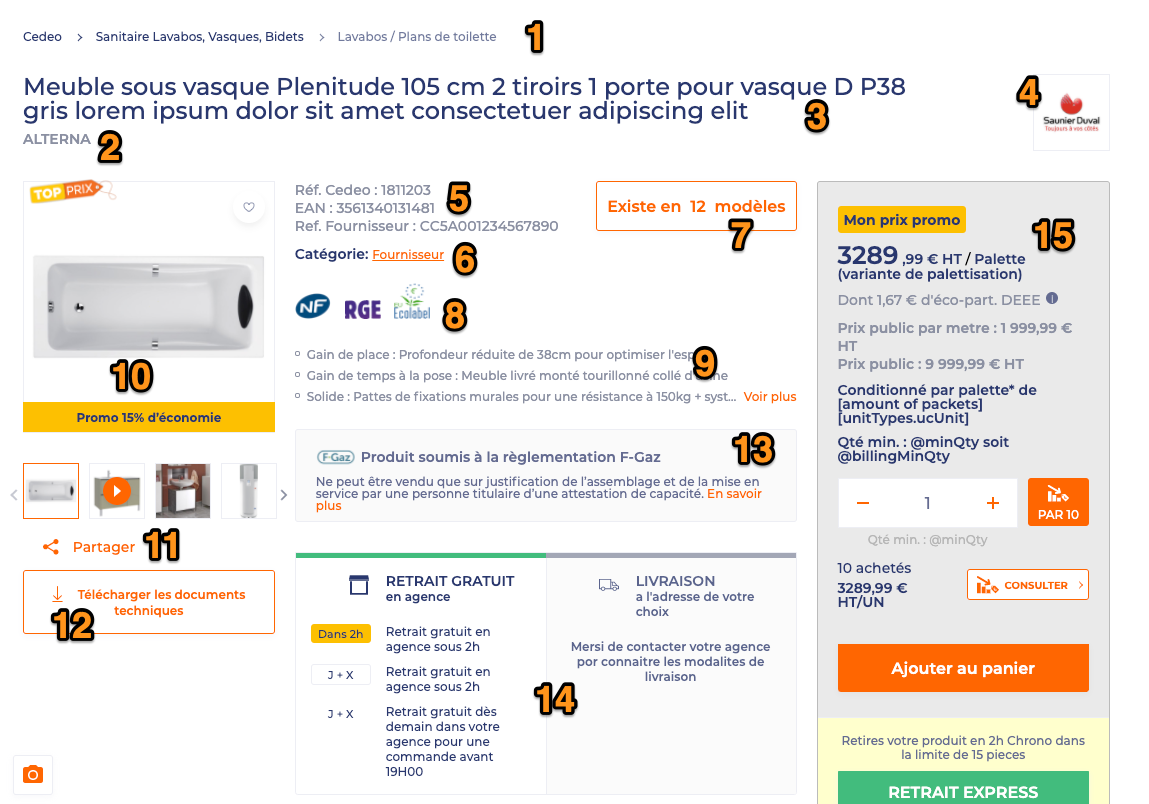 Cedeo > Sanitaire Lavabos, Vasques, Bidets > Lavabos / Plans de toilette
1
Meuble sous vasque Plenitude 105 cm 2 tiroirs 1 porte pour vasque D P38
gris lorem ipsum dolor sit amet consectetuer adipiscing elit
3
ALTERNA
2
4
Saunier Duval
Toujours à vos côtés
TOP PRIX
10
Promo 15% d'économie
Partager
11
Télécharger les documents
techniques
12
Réf. Cedeo : 1811203
EAN : 3561340131481
Ref. Fournisseur : CC5A001234567890
5
Catégorie: Fournisseur
6
Existe en 12 modèles
7
NF
RGE
Ecolabel
8
Gain de place : Profondeur réduite de 38cm pour optimiser l'esp
9
Gain de temps à la pose : Meuble livré monté tourillonné collé d'
Solide : Pattes de fixations murales pour une résistance à 150kg + syst... Voir plus
13
F-Gaz Produit soumis à la règlementation F-Gaz
Ne peut être vendu que sur justification de l'assemblage et de la mise en
service par une personne titulaire d'une attestation de capacité. En savoir
plus
RETRAIT GRATUIT
en agence
Dans 2h
Retrait gratuit en
agence sous 2h
J + X
Retrait gratuit en
agence sous 2h
J + X
Retrait gratuit dès
demain dans votre
agence pour une
commande avant
19H00
LIVRAISON
a l'adresse de votre
choix
Mersi de contacter votre agence
por connaitre les modalites de
livraison
14
Mon prix promo
15
3289 ,99 € HT / Palette
(variante de palettisation)
Dont 1,67 € d'éco-part. DEEE
Prix public par metre : 1 999,99 €
HT
Prix public : 9 999,99 € HT
Conditionné par palette* de
[amount of packets]
[unitTypes.ucUnit]
Qté min. : @minQty soit
@billingMinQty
− 1 +
PAR 10
Qté min. : @minQty
10 achetés
3289,99 €
HT/UN
CONSULTER >
Ajouter au panier
Retires votre produit en 2h Chrono dans
la limite de 15 pieces
RETRAIT EXPRESS